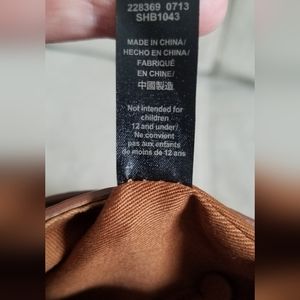 228369 0713
SHB1043
MADE IN CHINA/
HECHO EN CHINA/
FABRIQUÉ
EN CHINE/
中國製造
Not intended for
children
12 and under/
Ne convient
pas aux enfants
de moins de 12 ans